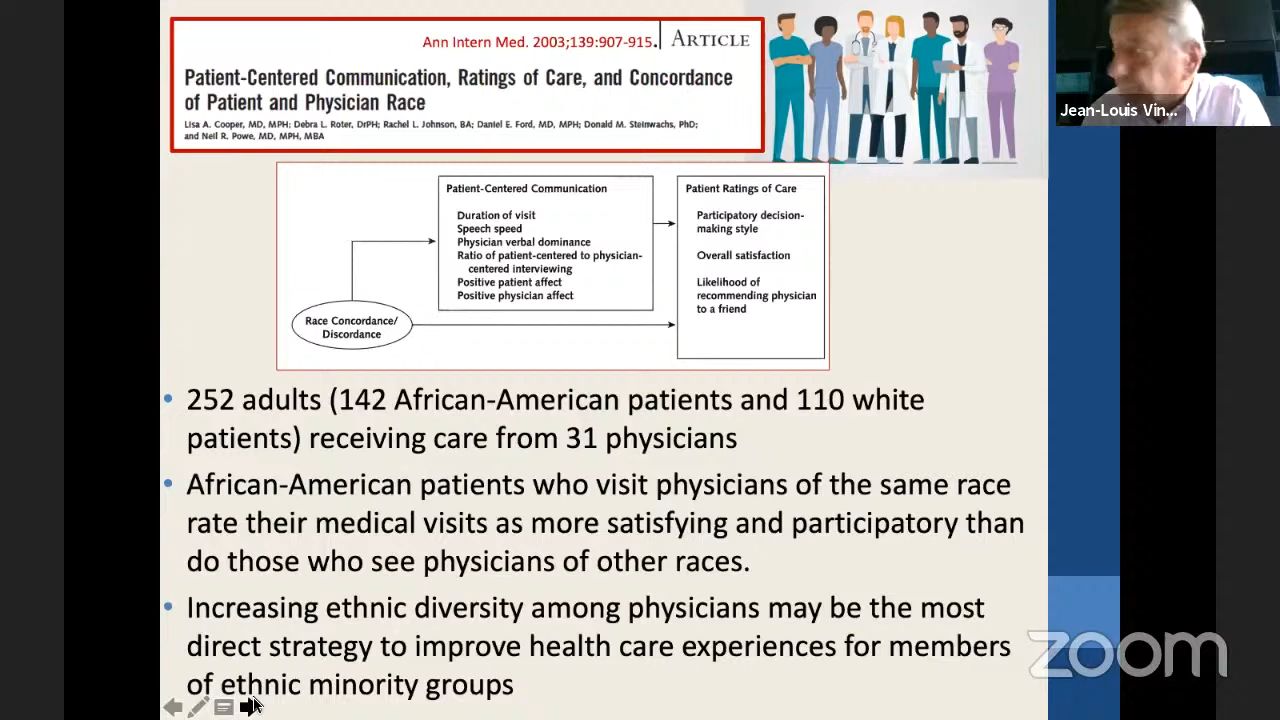 Ann Intern Med. 2003;139:907-915. ARTICLE
Patient-Centered Communication, Ratings of Care, and Concordance
of Patient and Physician Race
Lisa A. Cooper, MD, MPH; Debra L. Roter, DrPH; Rachel L. Johnson, BA; Daniel E. Ford, MD, MPH; Donald M. Steinwachs, PhD;
and Neil R. Powe, MD, MPH, MBA
Jean-Louis Vin...
Patient-Centered Communication
Duration of visit
Speech speed
Physician verbal dominance
Ratio of patient-centered to physician-
centered interviewing
Positive patient affect
Positive physician affect
Patient Ratings of Care
Participatory decision-
making style
Overall satisfaction
Likelihood of
recommending physician
to a friend
Race Concordance/
Discordance
• 252 adults (142 African-American patients and 110 white
patients) receiving care from 31 physicians
• African-American patients who visit physicians of the same race
rate their medical visits as more satisfying and participatory than
do those who see physicians of other races.
• Increasing ethnic diversity among physicians may be the most
direct strategy to improve health care experiences for members
of ethnic minority groups
zoom